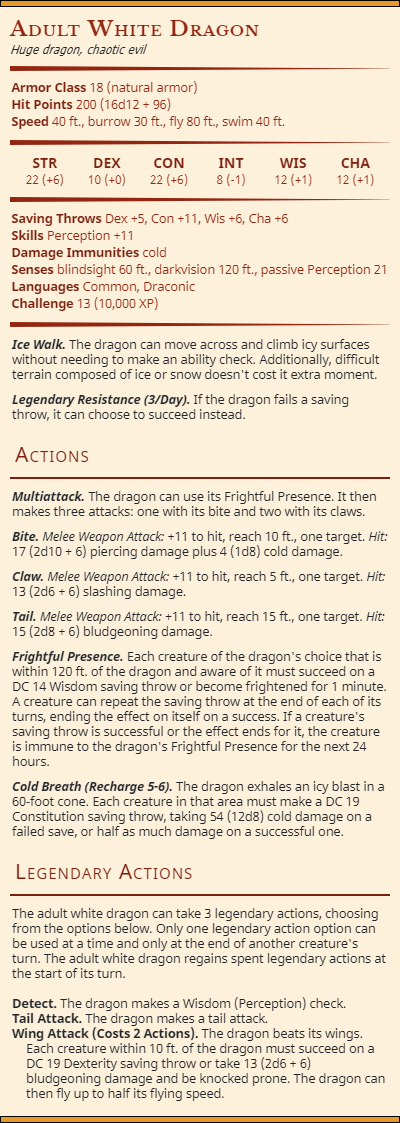 Adult White Dragon
Huge dragon, chaotic evil
Armor Class 18 (natural armor)
Hit Points 200 (16d12 + 96)
Speed 40 ft., burrow 30 ft., fly 80 ft., swim 40 ft.
STR DEX CON INT WIS CHA
22 (+6) 10 (+0) 22 (+6) 8 (-1) 12 (+1) 12 (+1)
Saving Throws Dex +5, Con +11, Wis +6, Cha +6
Skills Perception +11
Damage Immunities cold
Senses blindsight 60 ft., darkvision 120 ft., passive Perception 21
Languages Common, Draconic
Challenge 13 (10,000 XP)
Ice Walk. The dragon can move across and climb icy surfaces
without needing to make an ability check. Additionally, difficult
terrain composed of ice or snow doesn't cost it extra moment.
Legendary Resistance (3/Day). If the dragon fails a saving
throw, it can choose to succeed instead.
Actions
Multiattack. The dragon can use its Frightful Presence. It then
makes three attacks: one with its bite and two with its claws.
Bite. Melee Weapon Attack: +11 to hit, reach 10 ft., one target. Hit:
17 (2d10 + 6) piercing damage plus 4 (1d8) cold damage.
Claw. Melee Weapon Attack: +11 to hit, reach 5 ft., one target. Hit:
13 (2d6 + 6) slashing damage.
Tail. Melee Weapon Attack: +11 to hit, reach 15 ft., one target. Hit:
15 (2d8 + 6) bludgeoning damage.
Frightful Presence. Each creature of the dragon's choice that is
within 120 ft. of the dragon and aware of it must succeed on a
DC 14 Wisdom saving throw or become frightened for 1 minute.
A creature can repeat the saving throw at the end of each of its
turns, ending the effect on itself on a success. If a creature's
saving throw is successful or the effect ends for it, the creature
is immune to the dragon's Frightful Presence for the next 24
hours.
Cold Breath (Recharge 5-6). The dragon exhales an icy blast in a
60-foot cone. Each creature in that area must make a DC 19
Constitution saving throw, taking 54 (12d8) cold damage on a
failed save, or half as much damage on a successful one.
Legendary Actions
The adult white dragon can take 3 legendary actions, choosing
from the options below. Only one legendary action option can
be used at a time and only at the end of another creature's
turn. The adult white dragon regains spent legendary actions at
the start of its turn.
Detect. The dragon makes a Wisdom (Perception) check.
Tail Attack. The dragon makes a tail attack.
Wing Attack (Costs 2 Actions). The dragon beats its wings.
Each creature within 10 ft. of the dragon must succeed on a
DC 19 Dexterity saving throw or take 13 (2d6 + 6)
bludgeoning damage and be knocked prone. The dragon can
then fly up to half its flying speed.